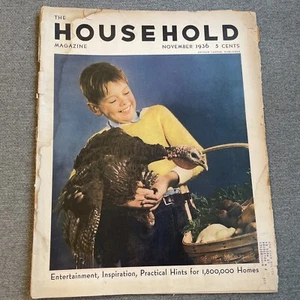 THE
HOUSEHOLD
MAGAZINE NOVEMBER 1936 5 CENTS
Entertainment, Inspiration, Practical Hints for 1,800,000 Homes